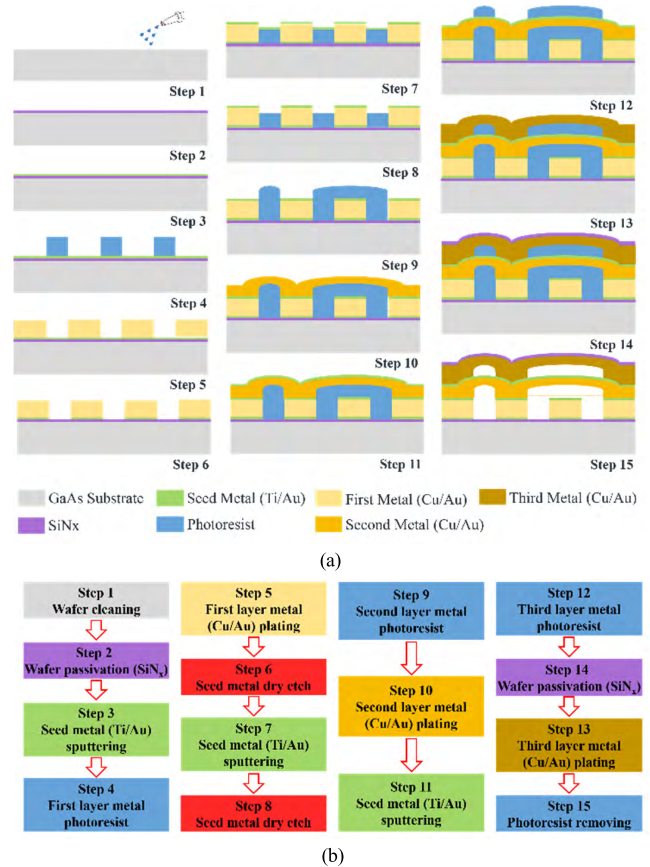 Step 1
Step 2
Step 3
Step 4
Step 5
Step 6
Step 7
Step 8
Step 9
Step 10
Step 11
Step 12
Step 13
Step 14
Step 15
GaAs Substrate
Seed Metal (Ti/Au)
First Metal (Cu/Au)
Third Metal (Cu/Au)
SiNx
Photoresist
Second Metal (Cu/Au)
(a)
Step 1
Wafer cleaning
Step 2
Wafer passivation (SiNx)
Step 3
Seed metal (Ti/Au)
sputtering
Step 4
First layer metal
photoresist
Step 5
First layer metal
(Cu/Au) plating
Step 6
Seed metal dry etch
Step 7
Seed metal (Ti/Au)
sputtering
Step 8
Seed metal dry etch
Step 9
Second layer metal
photoresist
Step 10
Second layer metal
(Cu/Au) plating
Step 11
Seed metal (Ti/Au)
sputtering
Step 12
Third layer metal
photoresist
Step 14
Wafer passivation (SiNx)
Step 13
Third layer metal
(Cu/Au) plating
Step 15
Photoresist removing
(b)